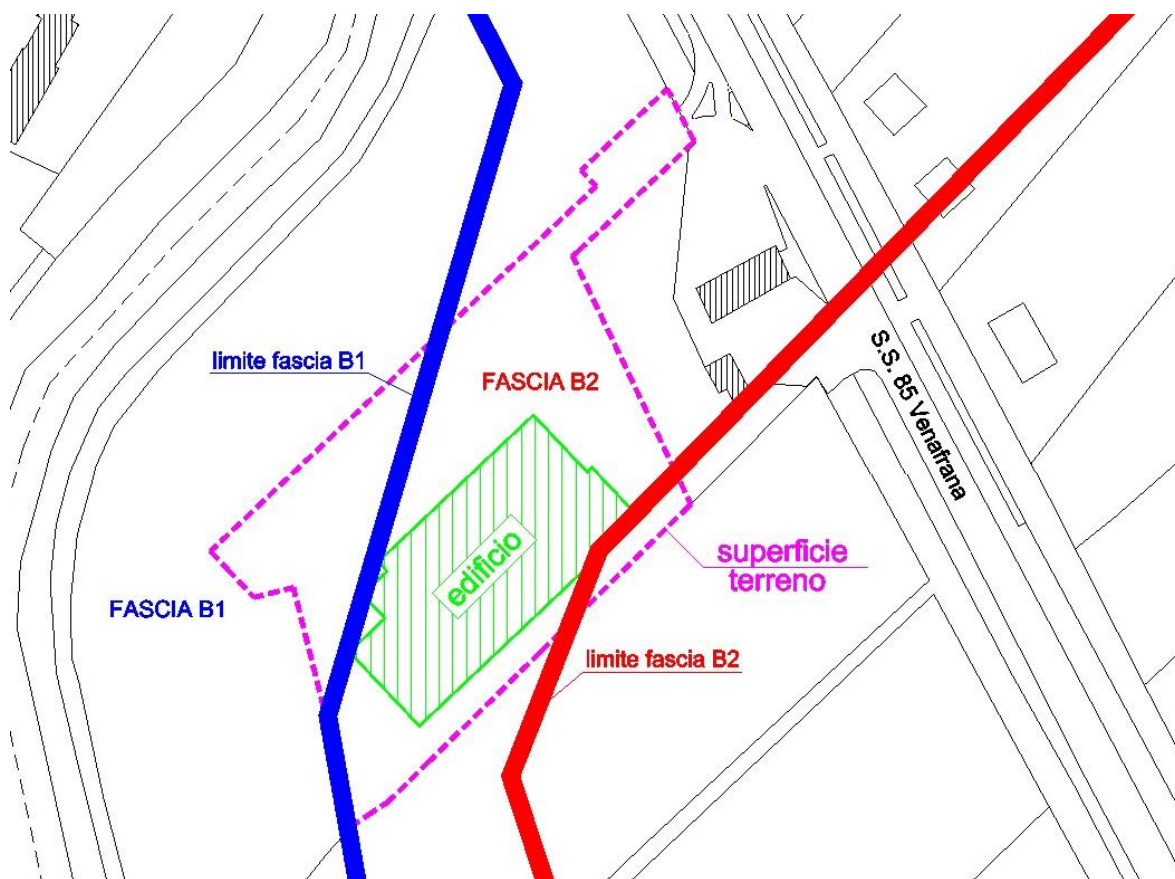 limite fascia B1
FASCIA B2
S.S. 85 Venafrana
edificio
superficie
terreno
FASCIA B1
limite fascia B2